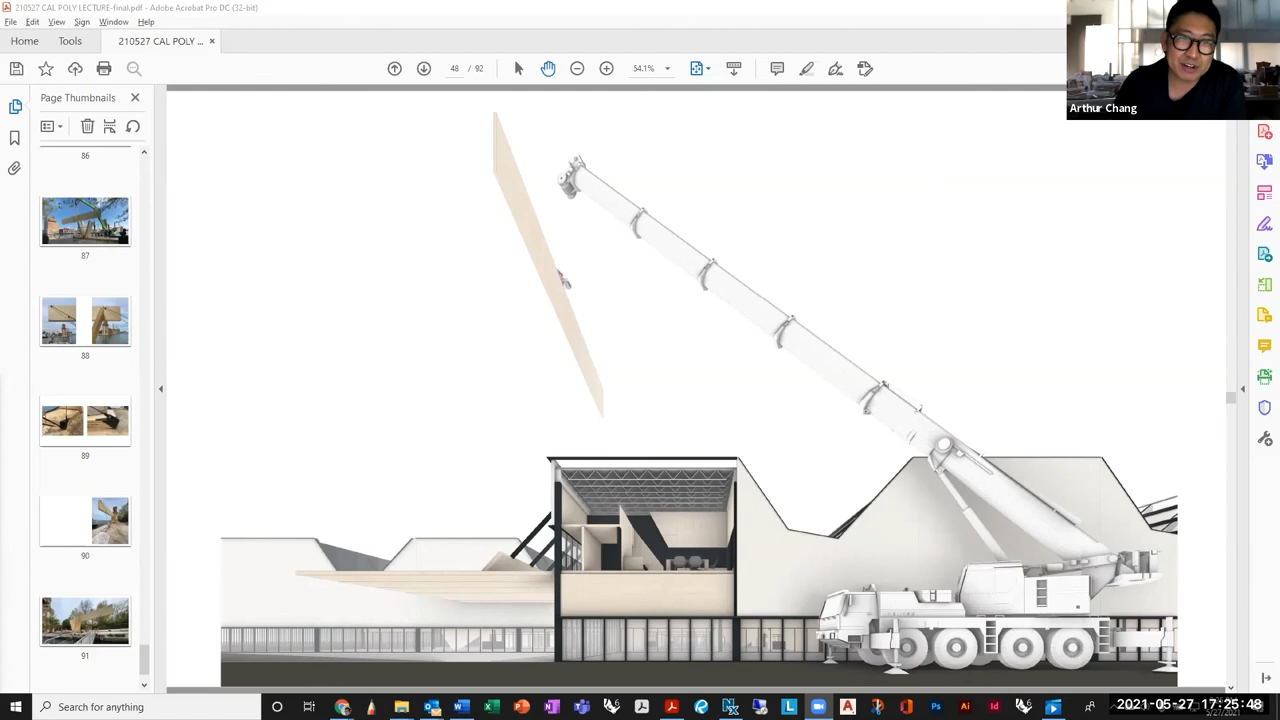 210527 CAL POLY LECTURE-final.pdf - Adobe Acrobat Pro DC (32-bit)
File Edit View Sign Window Help
Home Tools 210527 CAL POLY ... ×
48 / 92 54.1%
Page Thumbnails
86
87
88
89
90
91
Arthur Chang
Search for anything
2021-05-27 17:25:48